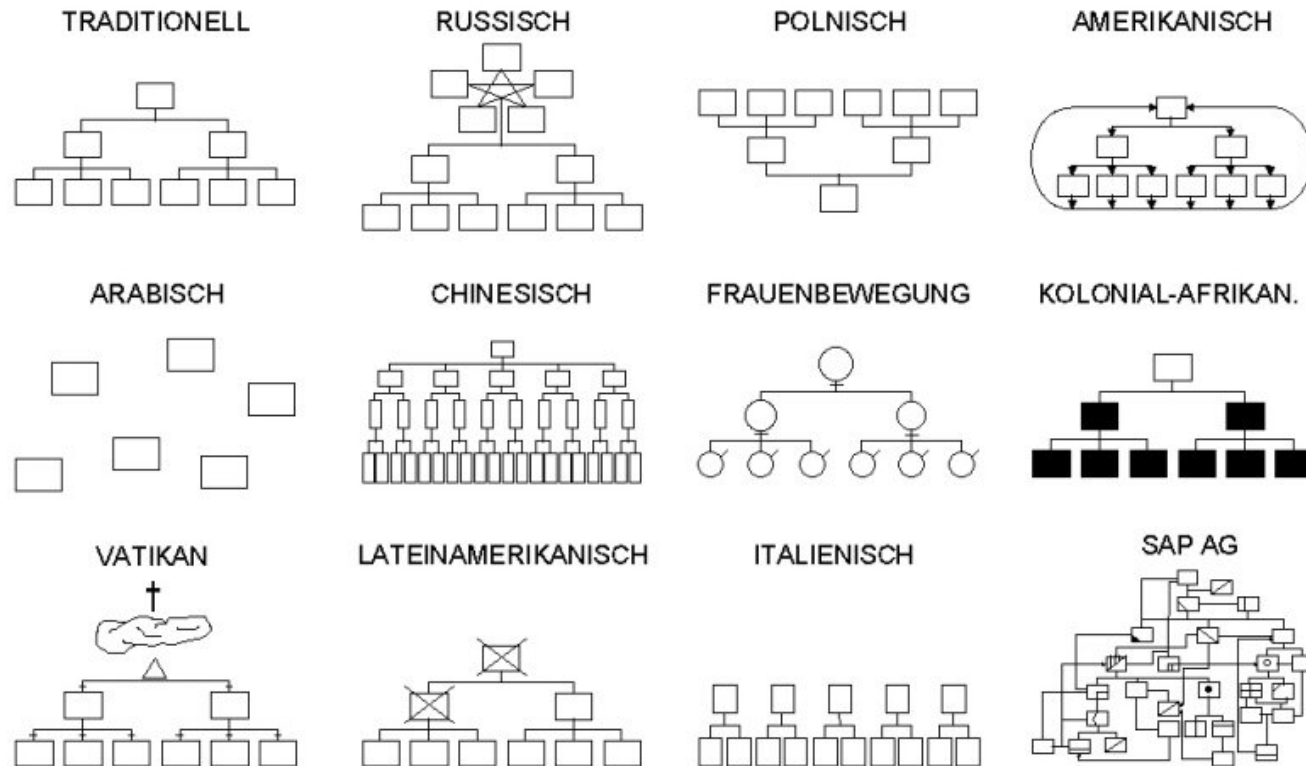 TRADITIONELL
RUSSISCH
POLNISCH
AMERIKANISCH
ARABISCH
CHINESISCH
FRAUENBEWEGUNG
KOLONIAL-AFRIKAN.
VATIKAN
LATEINAMERIKANISCH
ITALIENISCH
SAP AG